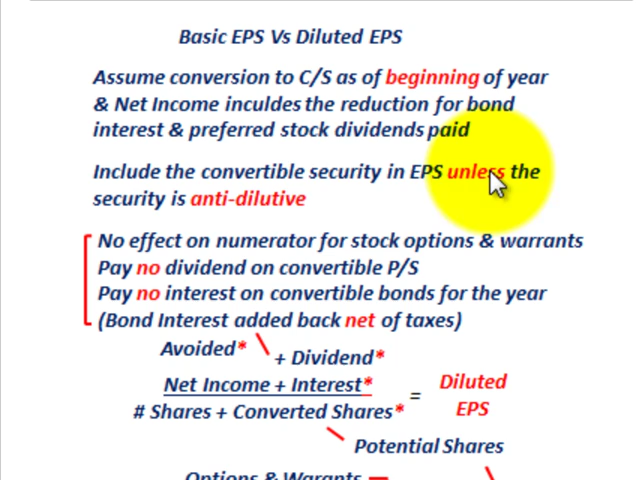 Basic EPS Vs Diluted EPS
Assume conversion to C/S as of beginning of year
& Net Income inculdes the reduction for bond
interest & preferred stock dividends paid
Include the convertible security in EPS unless the
security is anti-dilutive
No effect on numerator for stock options & warrants
Pay no dividend on convertible P/S
Pay no interest on convertible bonds for the year
(Bond Interest added back net of taxes)
Avoided*
+ Dividend*
Net Income + Interest*
# Shares + Converted Shares*
= Diluted EPS
Potential Shares
Options & Warants